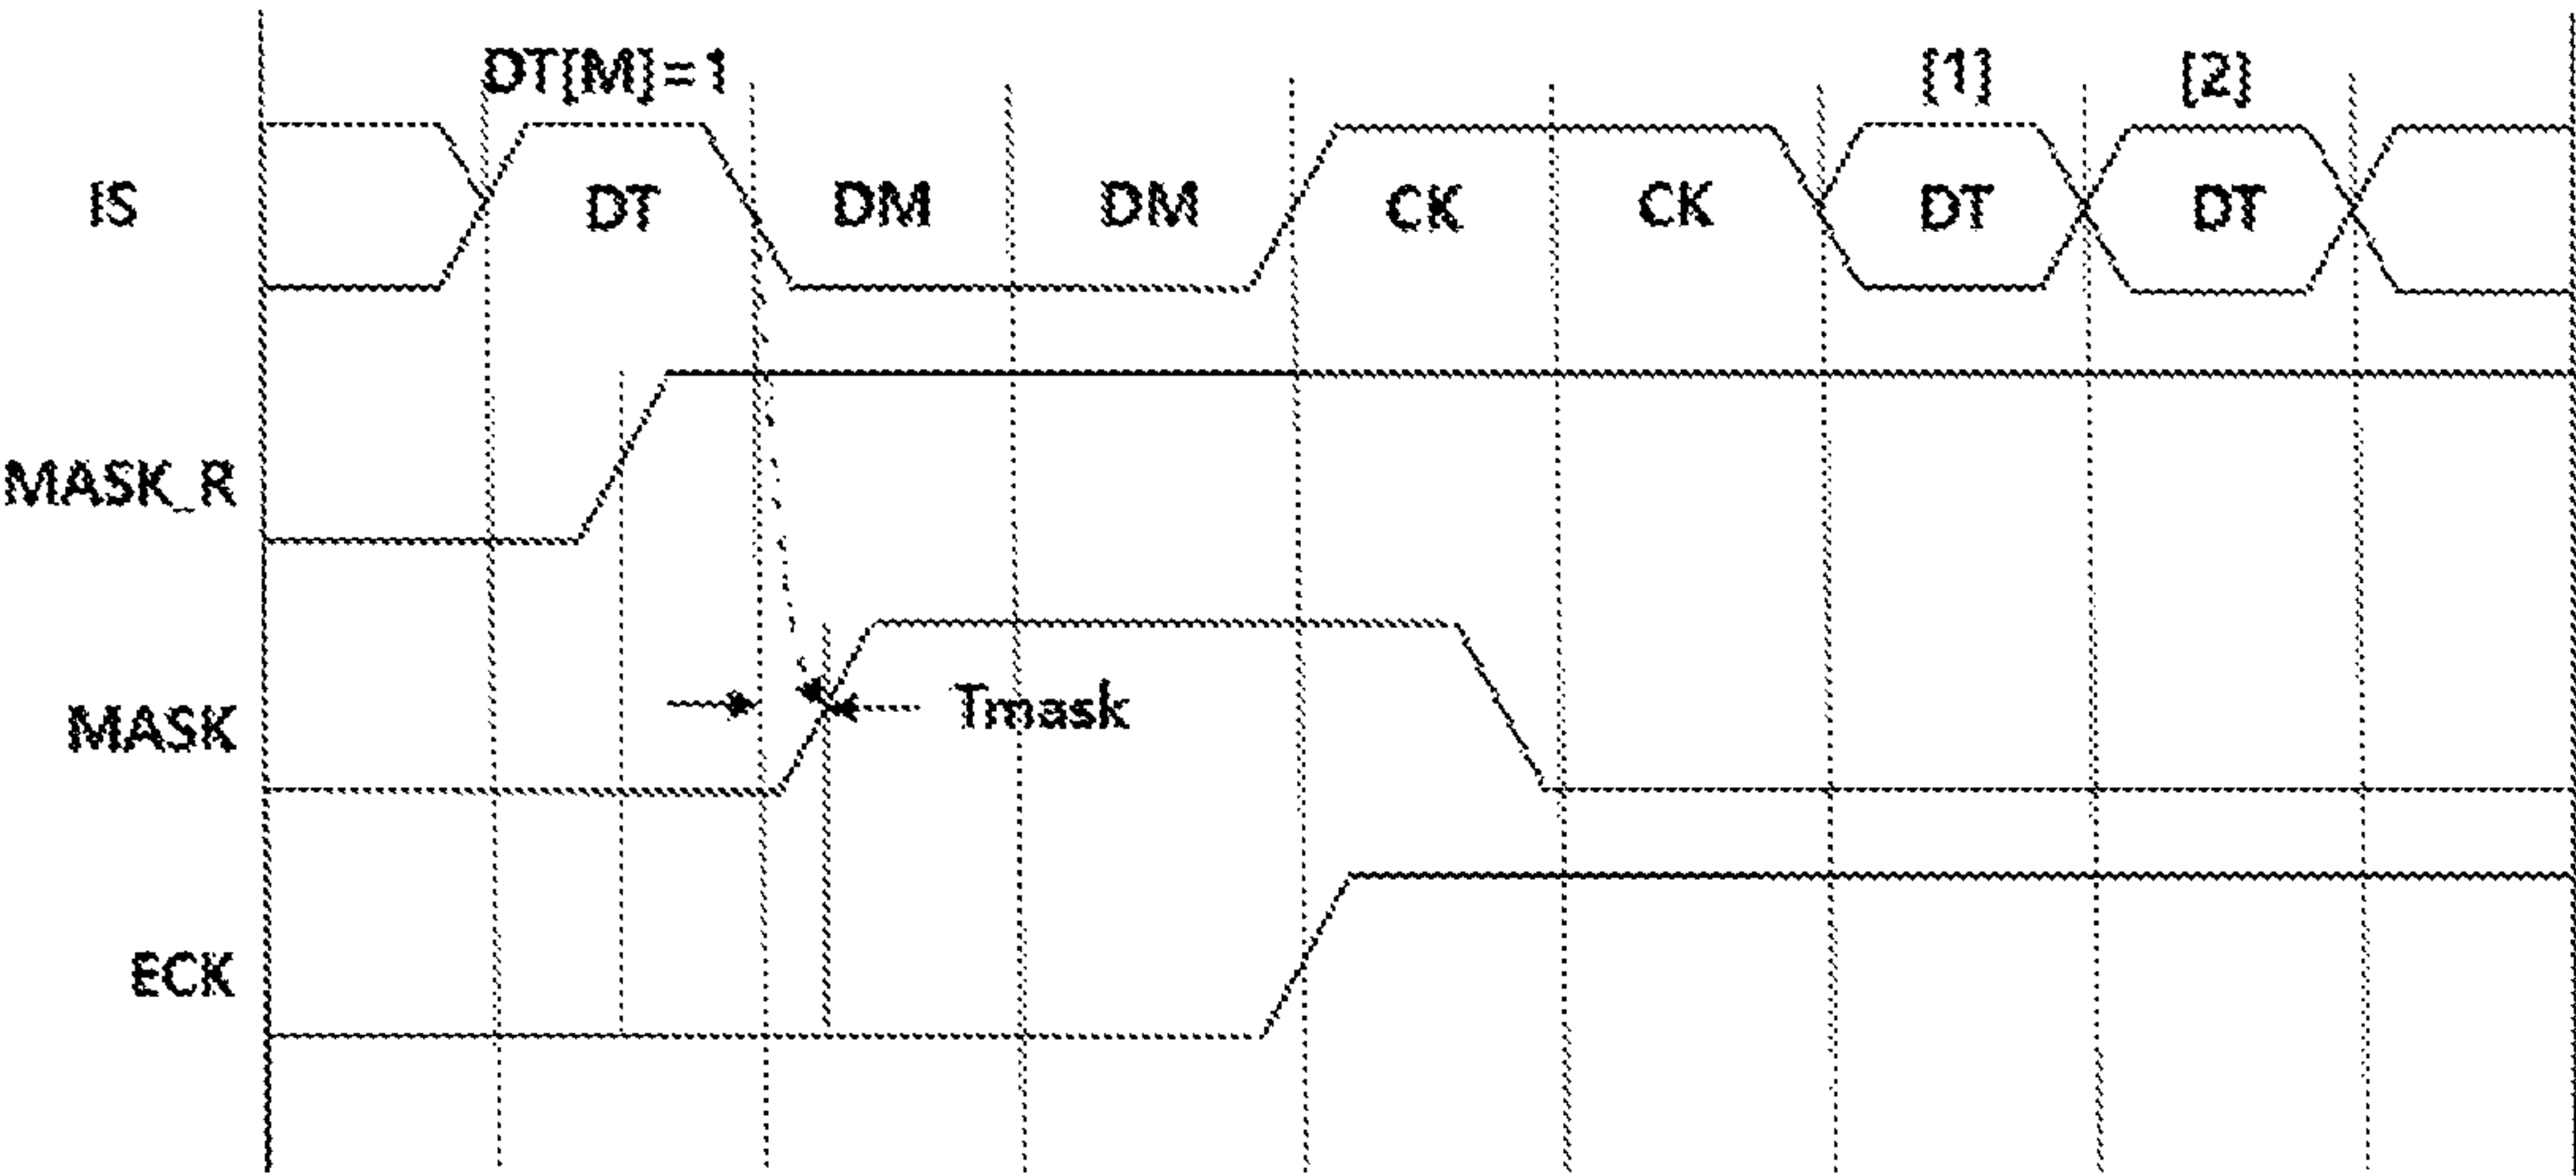 DT[M]=1 [1] [2]
IS DT DM DM CK CK DT DT
MASK_R
MASK Tmask
ECK